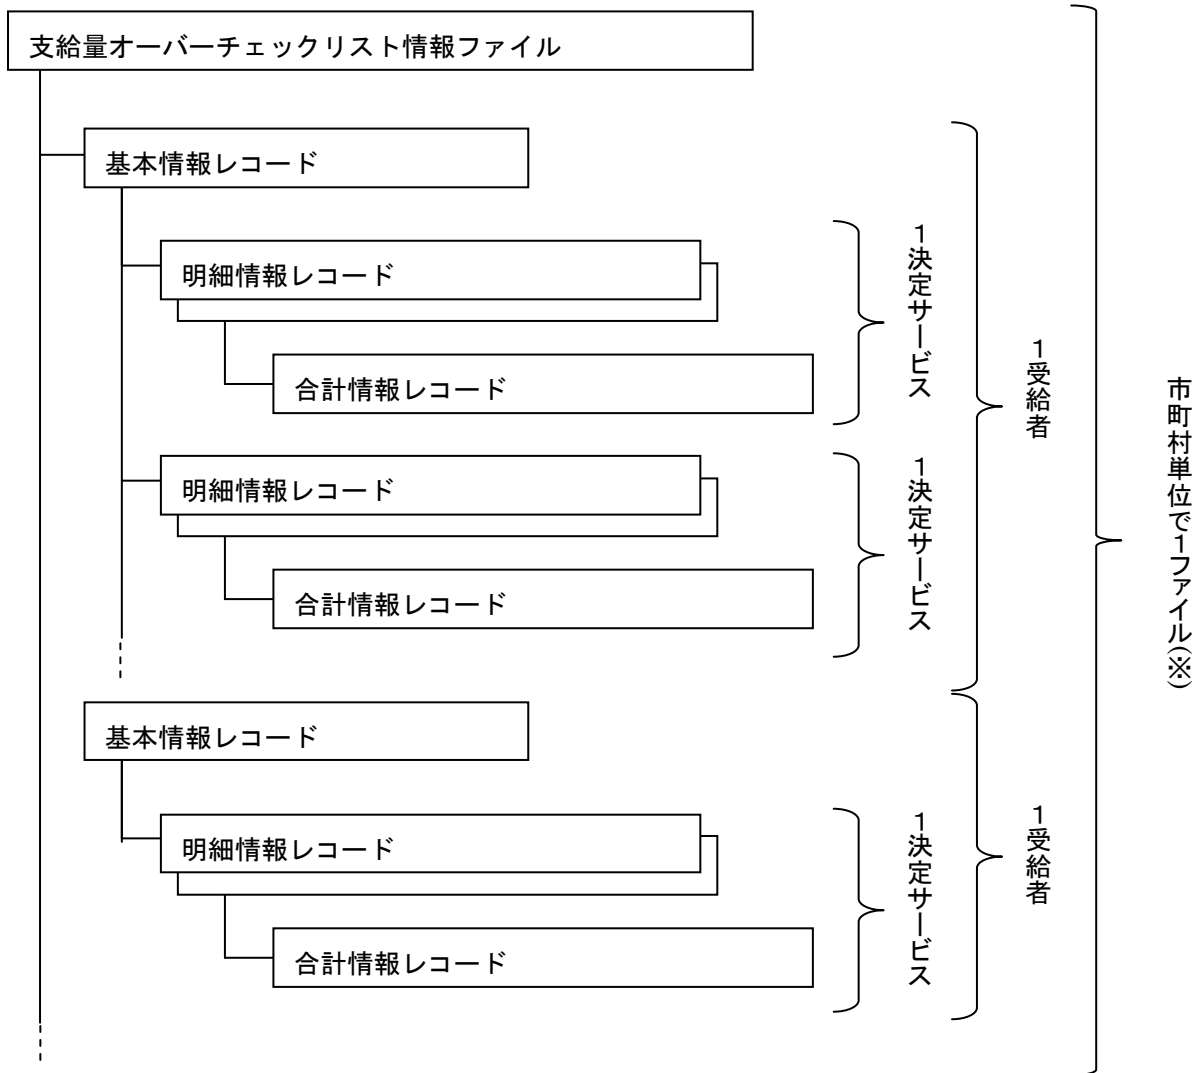 支給量オーバーチェックリスト情報ファイル
基本情報レコード
明細情報レコード
合計情報レコード
1決定サービス
明細情報レコード
合計情報レコード
1決定サービス
1受給者
基本情報レコード
明細情報レコード
合計情報レコード
1決定サービス
1受給者
市町村単位で1ファイル(※)